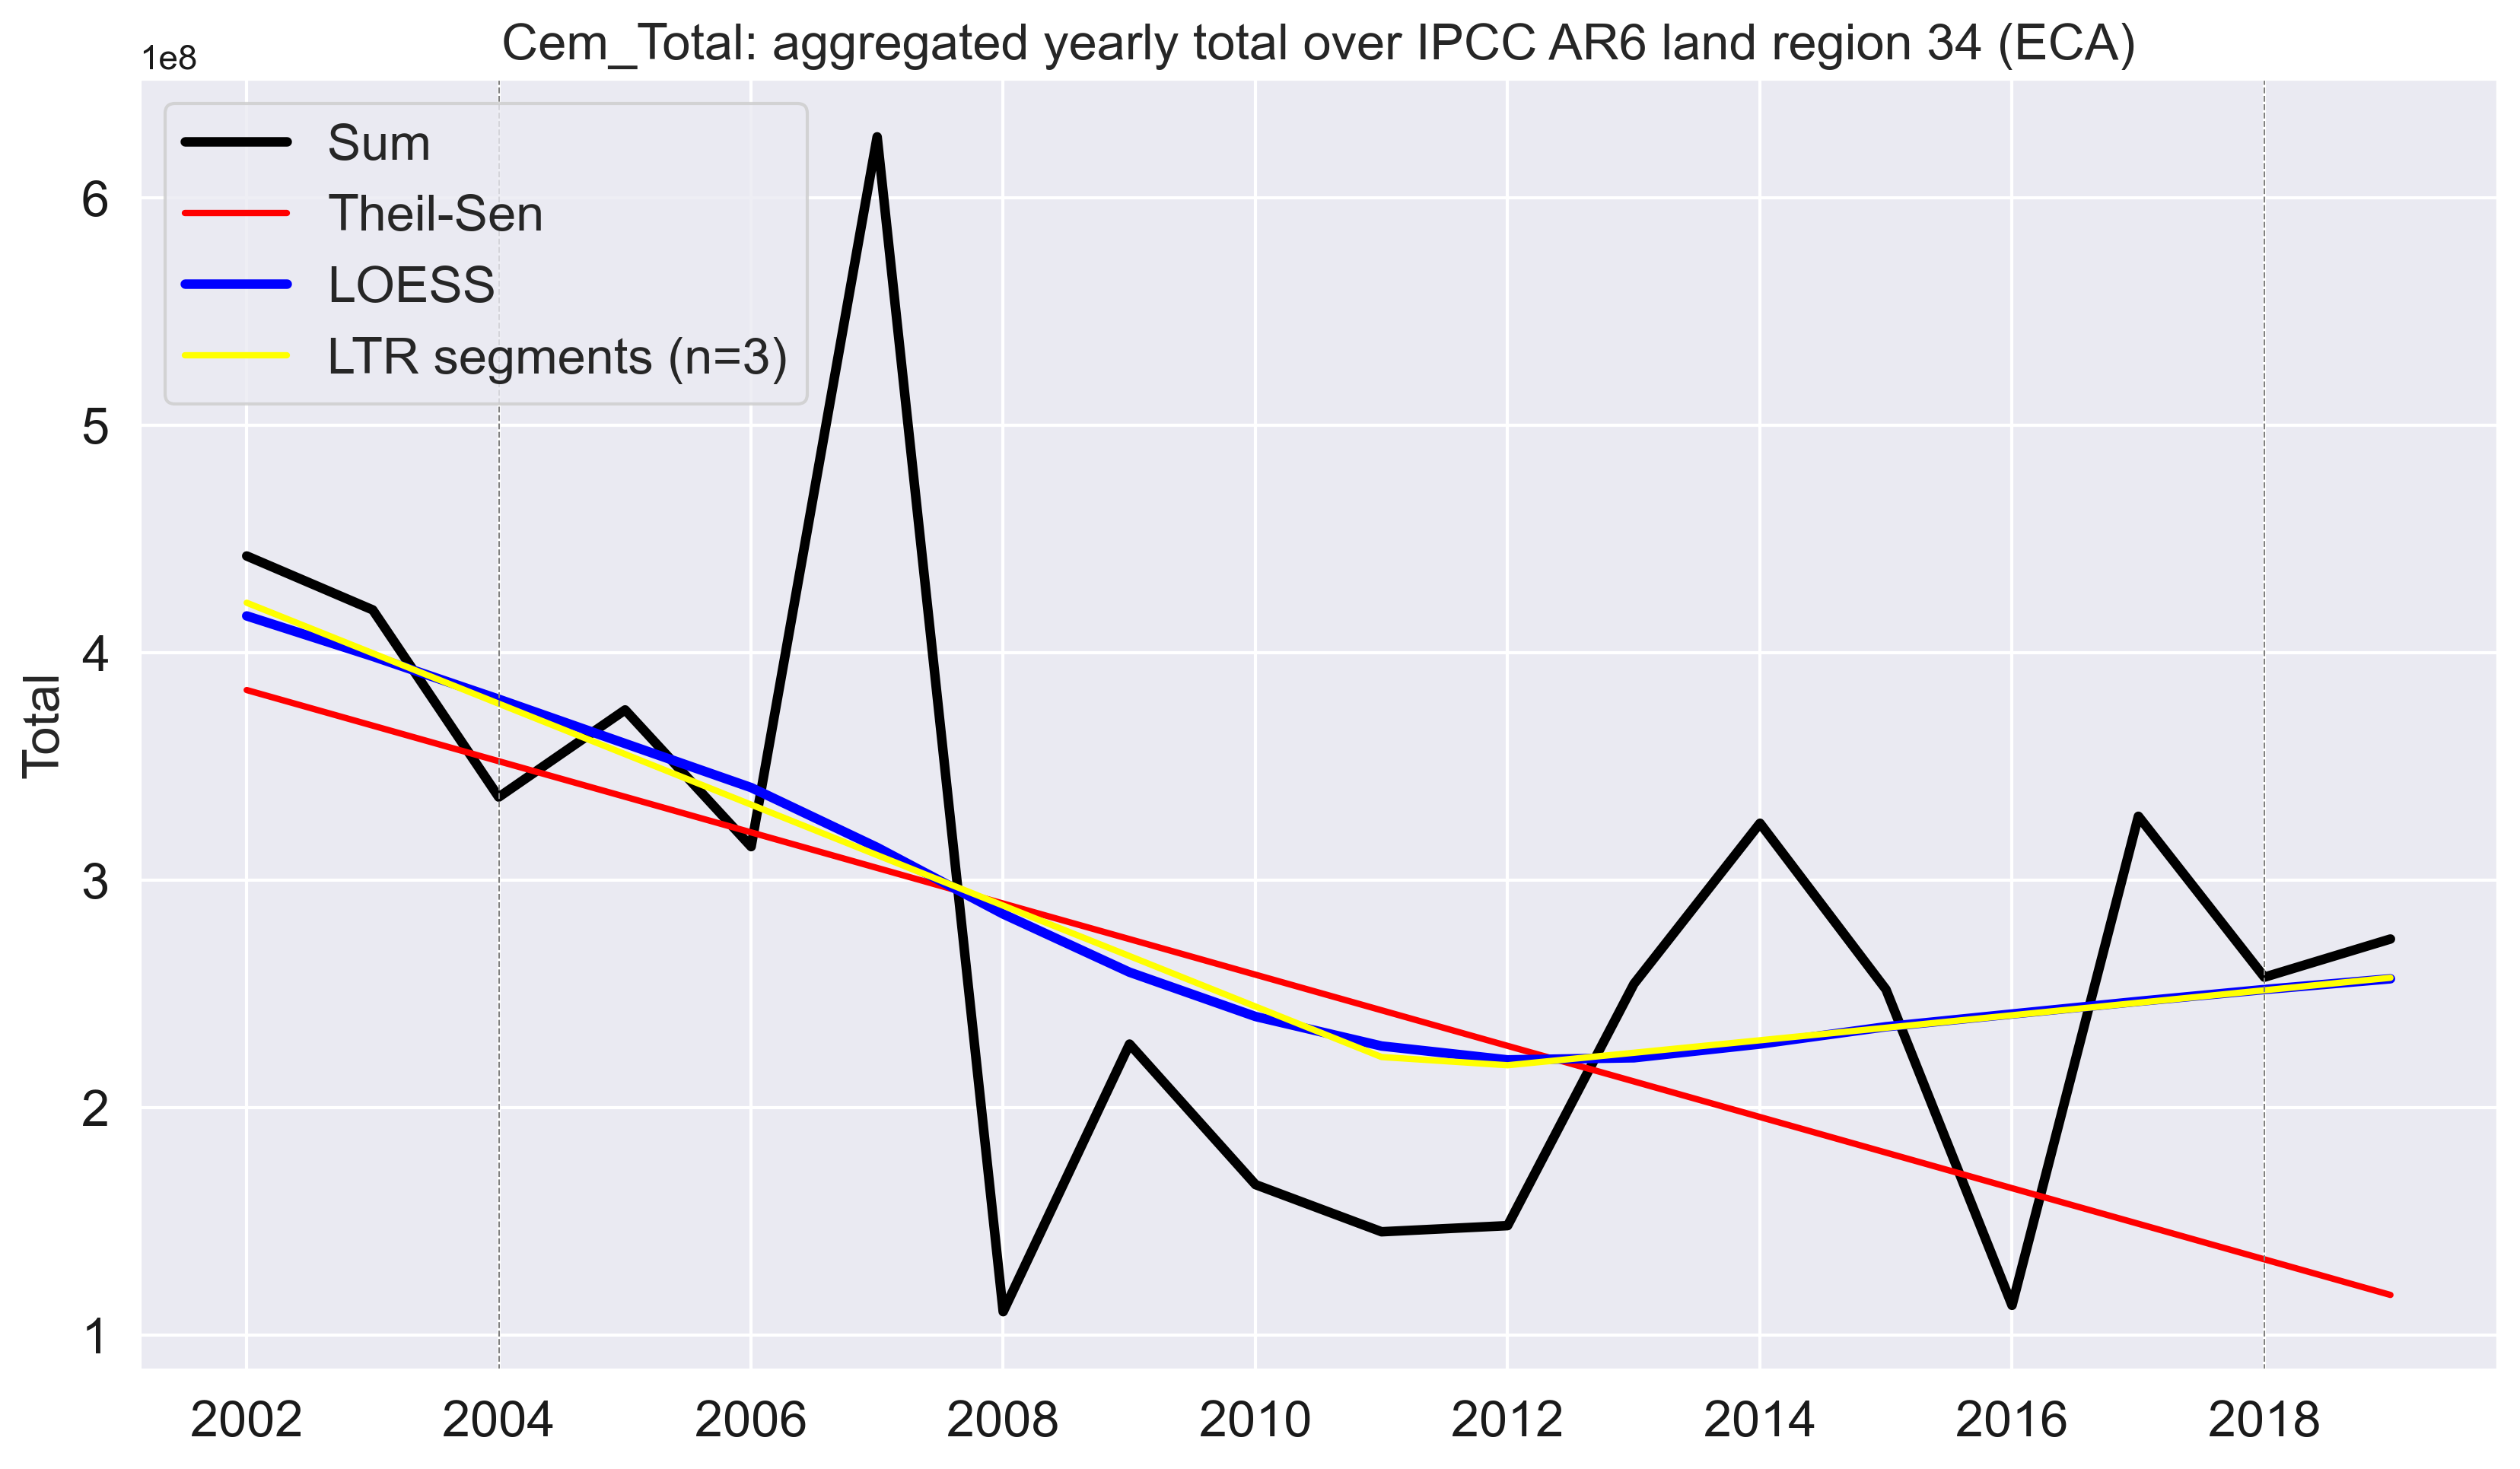 Cem_Total: aggregated yearly total over IPCC AR6 land region 34 (ECA)
1e8
Sum
Theil-Sen
LOESS
LTR segments (n=3)
Total
6
5
4
3
2
1
2002 2004 2006 2008 2010 2012 2014 2016 2018